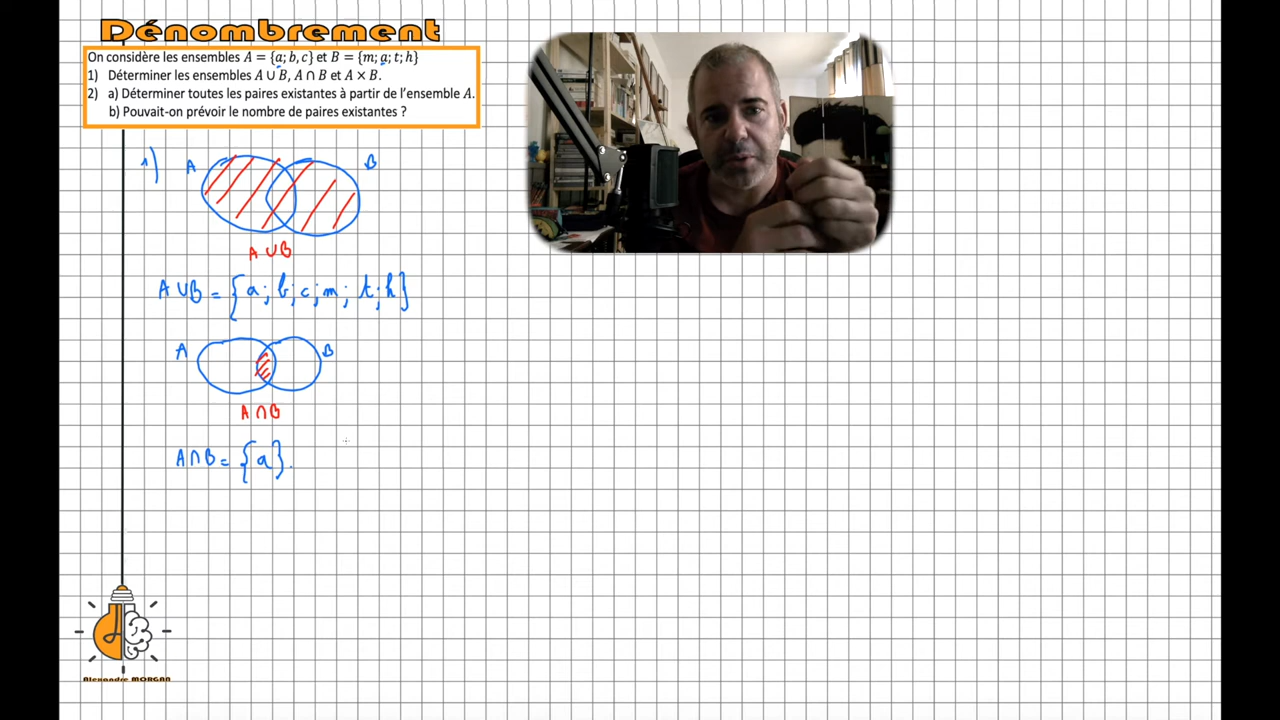 Dénombrement
On considère les ensembles A = {a; b, c} et B = {m; a; t; h}
1) Déterminer les ensembles A ∪ B, A ∩ B et A × B.
2) a) Déterminer toutes les paires existantes à partir de l'ensemble A.
b) Pouvait-on prévoir le nombre de paires existantes ?
1)
A B
A ∪ B
A ∪ B = {a; b; c; m; t; h}
A B
A ∩ B
A ∩ B = {a}.
Alexandre MORGAN